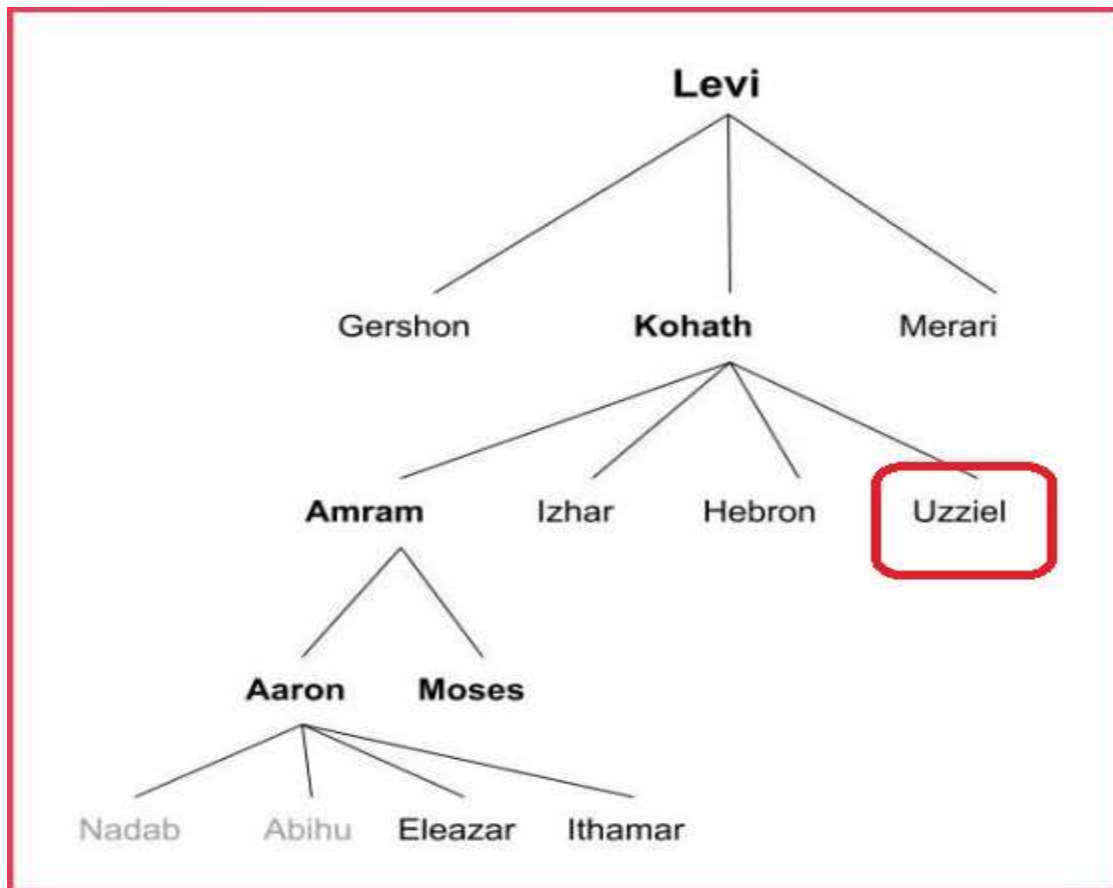 Levi
Gershon Kohath Merari
Amram Izhar Hebron Uzziel
Aaron Moses
Nadab Abihu Eleazar Ithamar